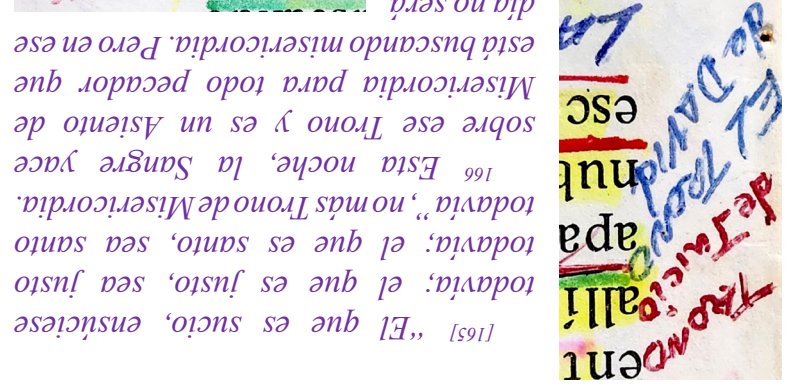 [165] “El que es sucio, ensúciese
todavía; el que es justo, sea justo
todavía; el que es santo, sea santo
todavía”, no más Trono de Misericordia.
166 Esta noche, la Sangre yace
sobre ese Trono y es un Asiento de
Misericordia para todo pecador que
está buscando misericordia. Pero en ese
día no será
TRONO
de Juicio
EL TRONO
de DAVID
ent
allí
apa
nub
esc